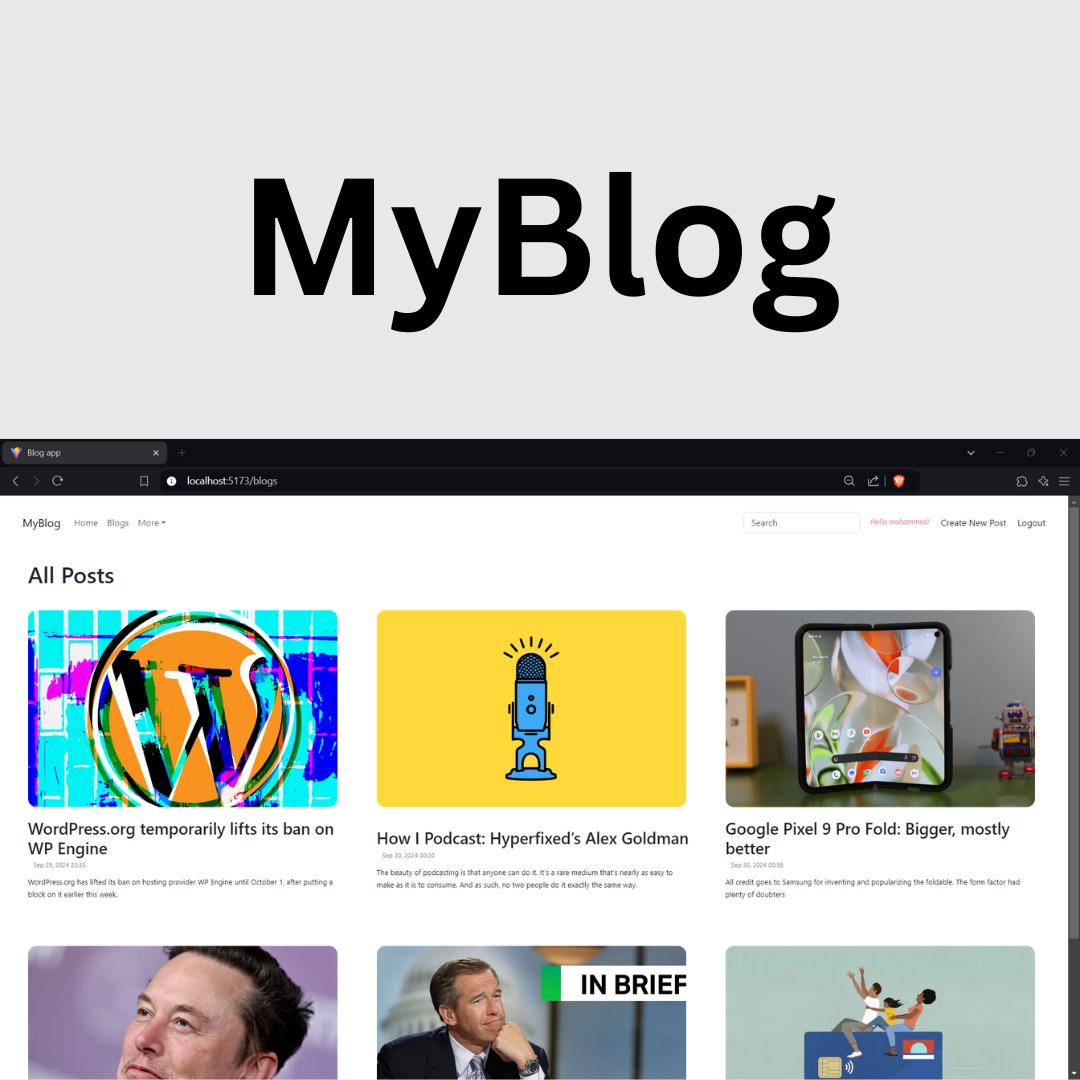 MyBlog
Blog app
localhost:5173/blogs
MyBlog Home Blogs More
Search
Hello mohammed!
Create New Post
Logout
All Posts
WordPress.org temporarily lifts its ban on
WP Engine
Sep 29, 2024 23:35
WordPress.org has lifted its ban on hosting provider WP Engine until October 1, after putting a
block on it earlier this week.
How I Podcast: Hyperfixed’s Alex Goldman
Sep 30, 2024 00:20
The beauty of podcasting is that anyone can do it. It’s a rare medium that’s nearly as easy to
make as it is to consume. And as such, no two people do it exactly the same way.
Google Pixel 9 Pro Fold: Bigger, mostly
better
Sep 30, 2024 00:58
All credit goes to Samsung for inventing and popularizing the foldable. The form factor had
plenty of doubters
IN BRIEF